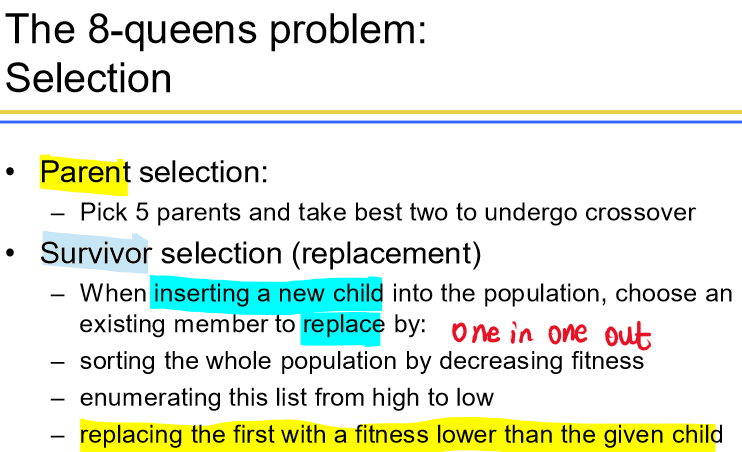 The 8-queens problem:
Selection
• Parent selection:
– Pick 5 parents and take best two to undergo crossover
• Survivor selection (replacement)
– When inserting a new child into the population, choose an
existing member to replace by: one in one out
– sorting the whole population by decreasing fitness
– enumerating this list from high to low
– replacing the first with a fitness lower than the given child